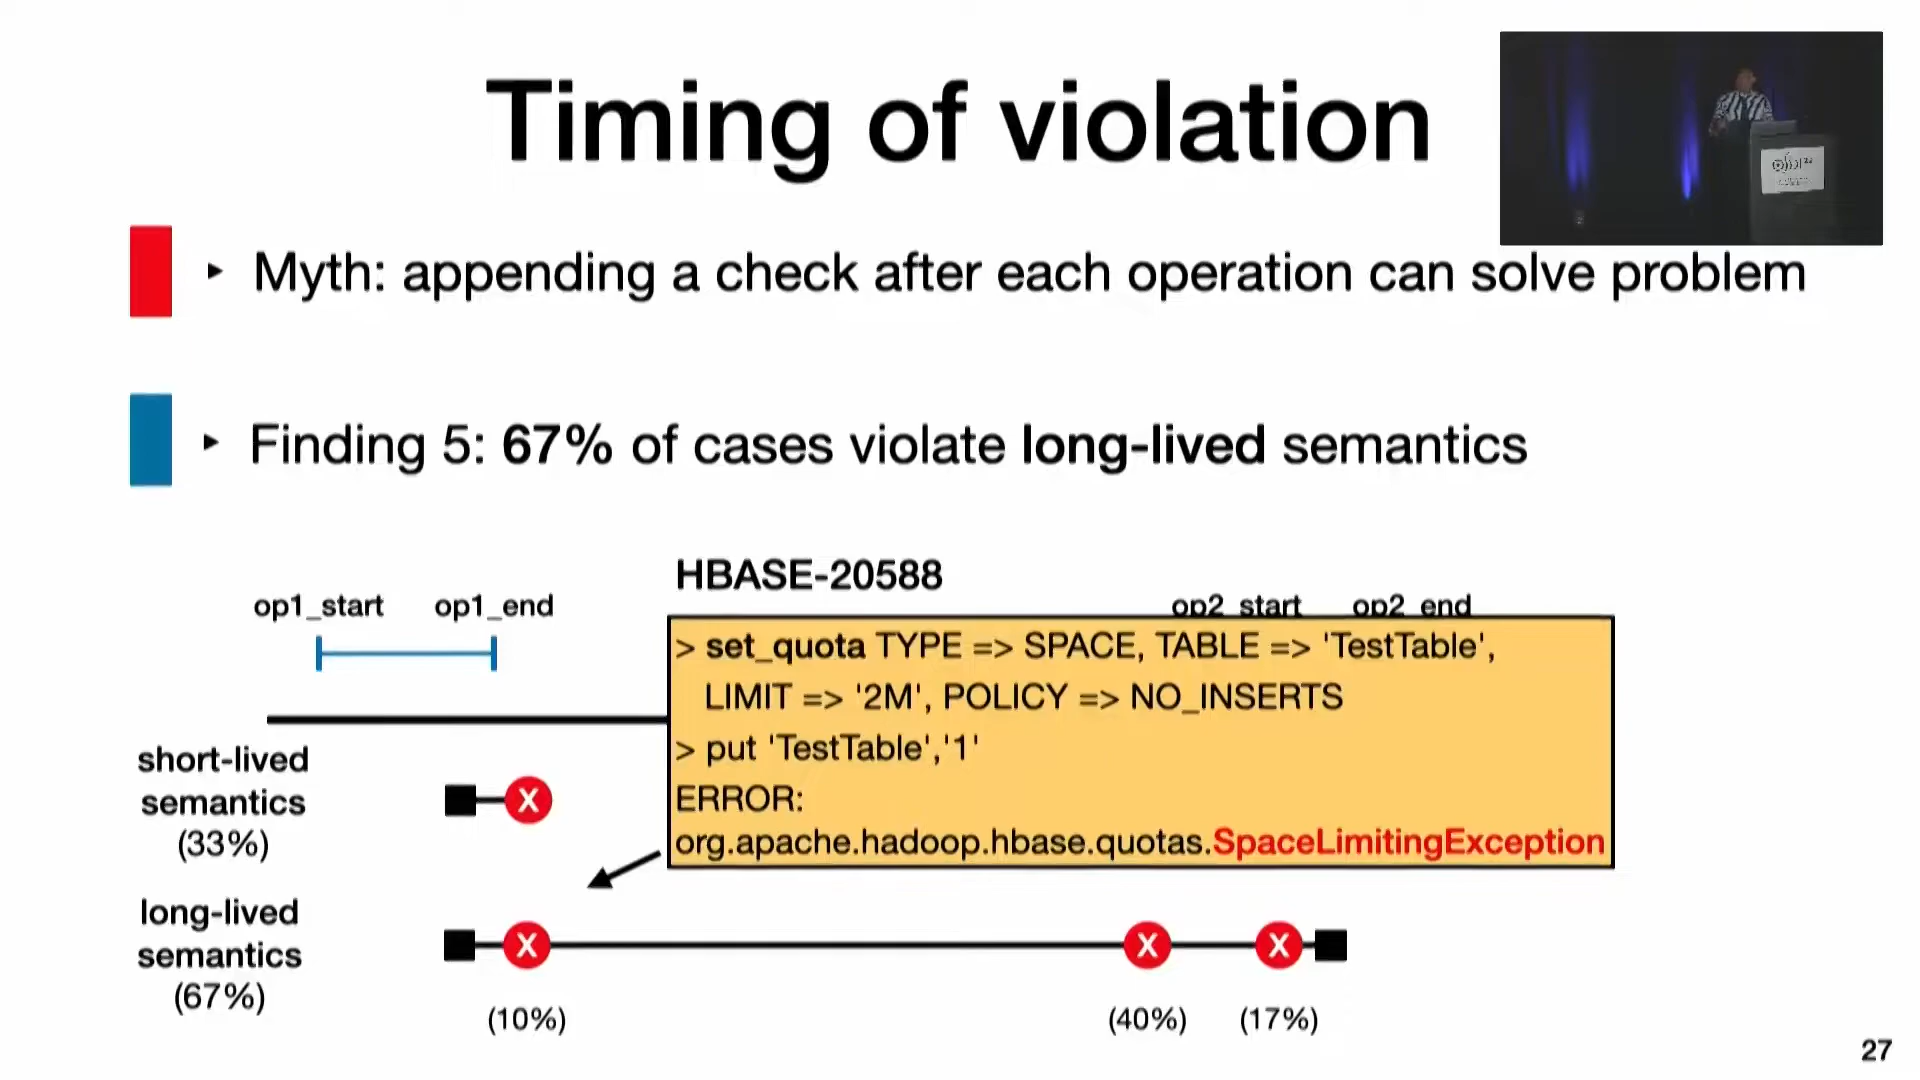 Timing of violation
‣ Myth: appending a check after each operation can solve problem
‣ Finding 5: 67% of cases violate long-lived semantics
HBASE-20588
op1_start op1_end op2_start op2_end
> set_quota TYPE => SPACE, TABLE => 'TestTable',
LIMIT => '2M', POLICY => NO_INSERTS
> put 'TestTable','1'
ERROR:
org.apache.hadoop.hbase.quotas.SpaceLimitingException
short-lived
semantics
(33%)
X
long-lived
semantics
(67%)
X X X
(10%) (40%) (17%)
27